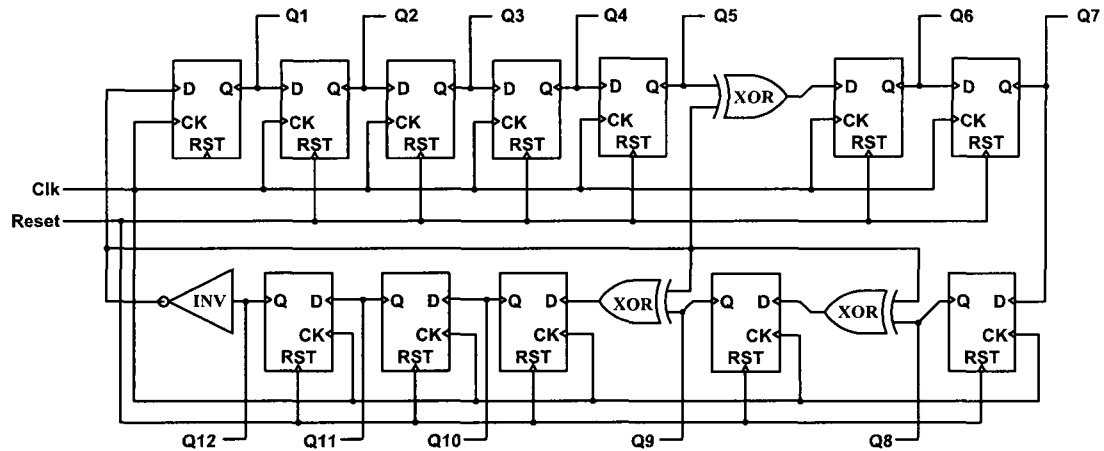 Q1 Q2 Q3 Q4 Q5 Q6 Q7
D Q D Q D Q D Q D Q XOR D Q D Q
CK CK CK CK CK CK CK
RST RST RST RST RST RST RST
Clk
Reset
INV Q D Q D Q D XOR Q D XOR Q D
CK CK CK CK CK
RST RST RST RST RST
Q12 Q11 Q10 Q9 Q8